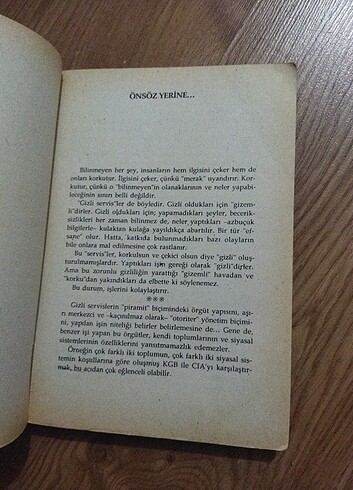 ÖNSÖZ YERİNE...
Bilinmeyen her şey, insanların hem ilgisini çeker hem de
onları korkutur. İlgisini çeker, çünkü "merak" uyandırır. Kor-
kutur, çünkü o "bilinmeyen"in olanaklarının ve neler yapabi-
leceğinin sınırı belli değildir.
"Gizli servis"ler de böyledir. Gizli oldukları için "gizem-
li"dirler. Gizli oldukları için; yapamadıkları şeyler, becerik-
sizlikleri her zaman bilinmez de, neler yaptıkları -azbuçuk
bilgilerle- kulaktan kulağa yayıldıkça abartılır. Bir tür "ef-
sane" olur. Hatta, katkıda bulunmadıkları bazı olayların
bile onlara mal edilmesine çok rastlanır.
Bu "servis"ler, korkulsun ve çekici olsun diye "gizli" oluş-
turulmamışlardır. Yaptıkları işin gereği olarak "gizli"dirler.
Ama bu zorunlu gizliliğin yarattığı "gizemli" havadan ve
"korku"dan yakındıkları da elbette ki söylenemez.
Bu durum, işlerini kolaylaştırır.
***
Gizli servislerin "piramit" biçimindeki örgüt yapısını, aşı-
rı merkezci ve -kaçınılmaz olarak- "otoriter" yönetim biçimi-
ni, yapılan işin niteliği belirler belirlemesine de... Gene de,
benzer işi yapan bu örgütler, kendi toplumlarının ve siyasal
sistemlerinin özelliklerini yansıtmamazlık edemezler.
Örneğin çok farklı iki toplumun, çok farklı iki siyasal sis-
temin koşullarına göre oluşmuş KGB ile CIA'yı karşılaştır-
mak, bu açıdan çok eğlenceli olabilir.